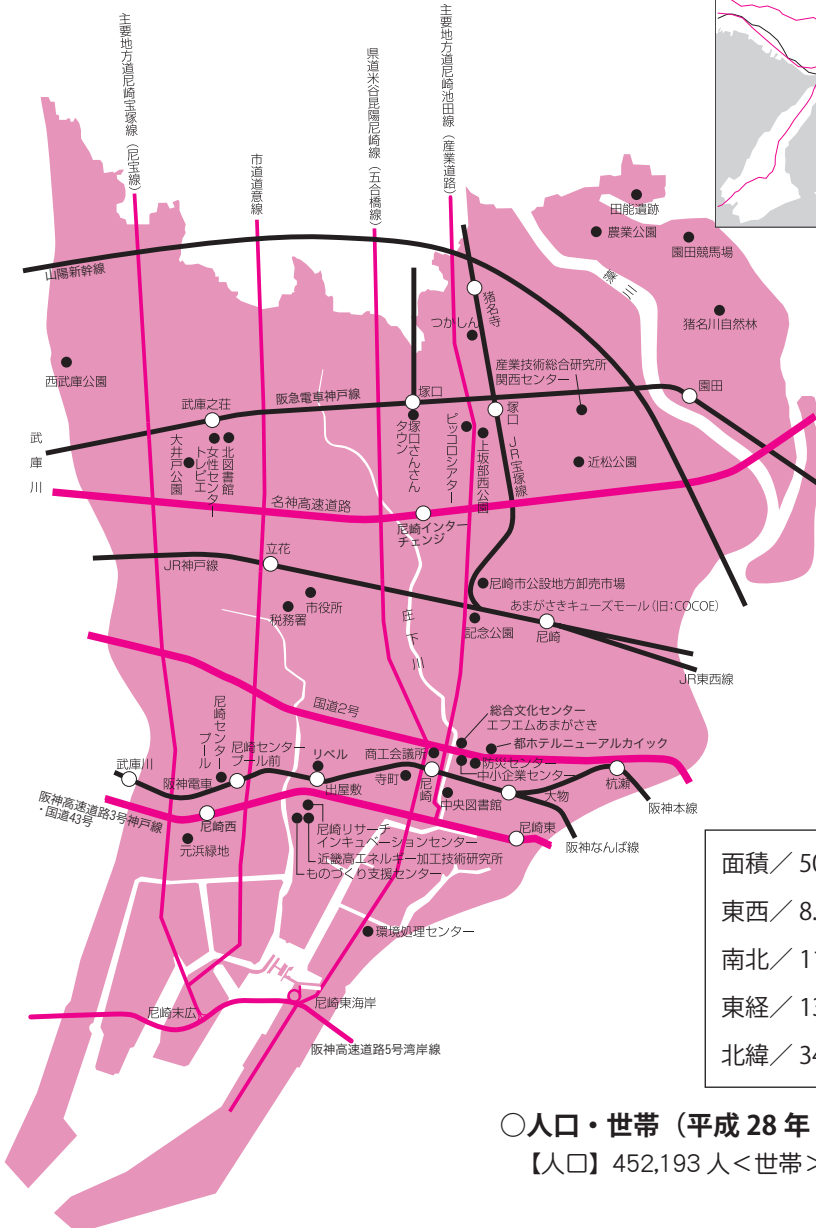 主要地方道尼崎宝塚線（尼宝線）
市道道意線
県道米谷昆陽尼崎線（五合橋線）
主要地方道尼崎池田線（産業道路）
田能遺跡
農業公園
園田競馬場
藻川
猪名川自然林
山陽新幹線
猪名寺
つかしん
産業技術総合研究所
関西センター
西武庫公園
武庫之荘
阪急電車神戸線
塚口
塚口
園田
武庫川
大井戸公園
女性センター
トレピエ
北図書館
塚口さんさん
タウン
ピッコロシアター
上坂部西公園
JR宝塚線
近松公園
名神高速道路
尼崎インター
チェンジ
立花
JR神戸線
市役所
税務署
庄下川
尼崎市公設地方卸売市場
あまがさきキューズモール（旧：COCOE）
記念公園
尼崎
JR東西線
国道2号
総合文化センター
エフエムあまがさき
都ホテルニューアルカイック
尼崎センター
プール
尼崎センター
プール前
リベル
商工会議所
防災センター
中小企業センター
武庫川
阪神電車
出屋敷
寺町
尼崎
中央図書館
大物
杭瀬
阪神本線
阪神高速道路3号神戸線
・国道43号
尼崎西
尼崎東
阪神なんば線
元浜緑地
尼崎リサーチ
インキュベーションセンター
近畿高エネルギー加工技術研究所
ものづくり支援センター
環境処理センター
尼崎末広
尼崎東海岸
阪神高速道路5号湾岸線
面積／ 50
東西／ 8.
南北／ 11
東経／ 13
北緯／ 34
○人口・世帯（平成 28 年
【人口】 452,193 人＜世帯＞